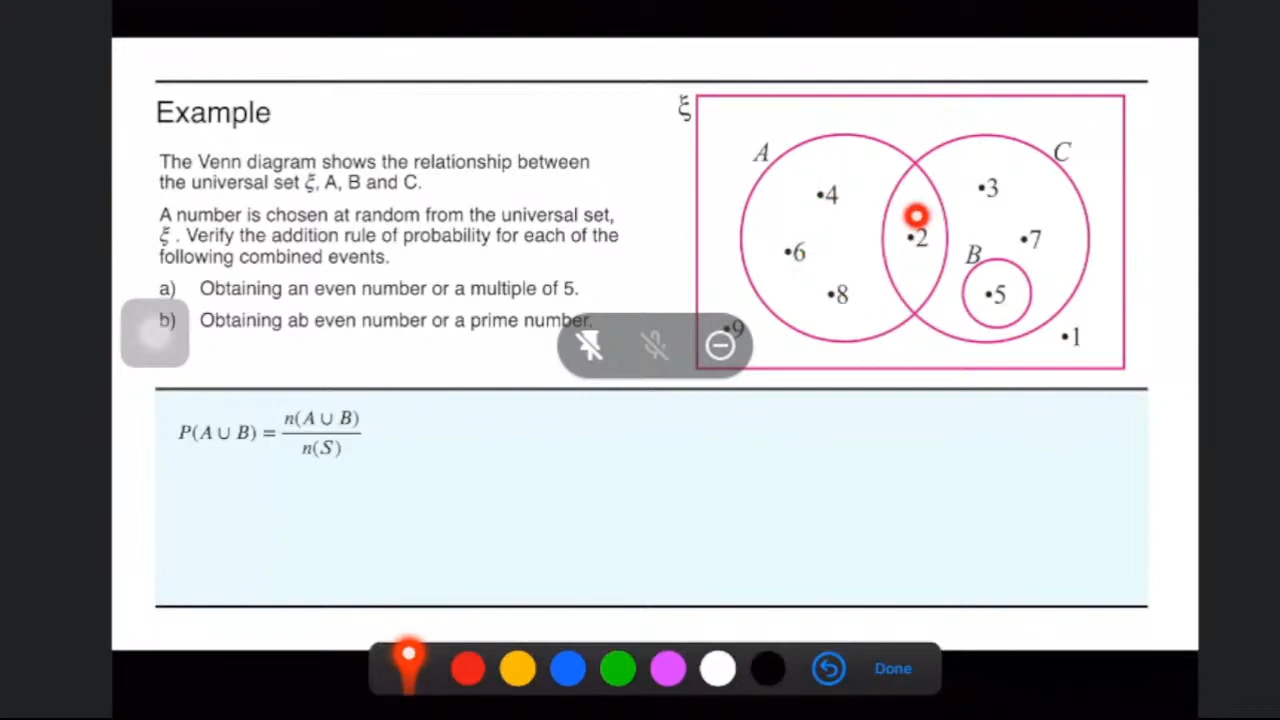 Example
The Venn diagram shows the relationship between
the universal set ξ, A, B and C.
A number is chosen at random from the universal set,
ξ . Verify the addition rule of probability for each of the
following combined events.
a) Obtaining an even number or a multiple of 5.
b) Obtaining ab even number or a prime number.
ξ
A
C
•4
•3
•2
•7
•6
B
•8
•5
•9
•1
P(A ∪ B) = n(A ∪ B) / n(S)
Done